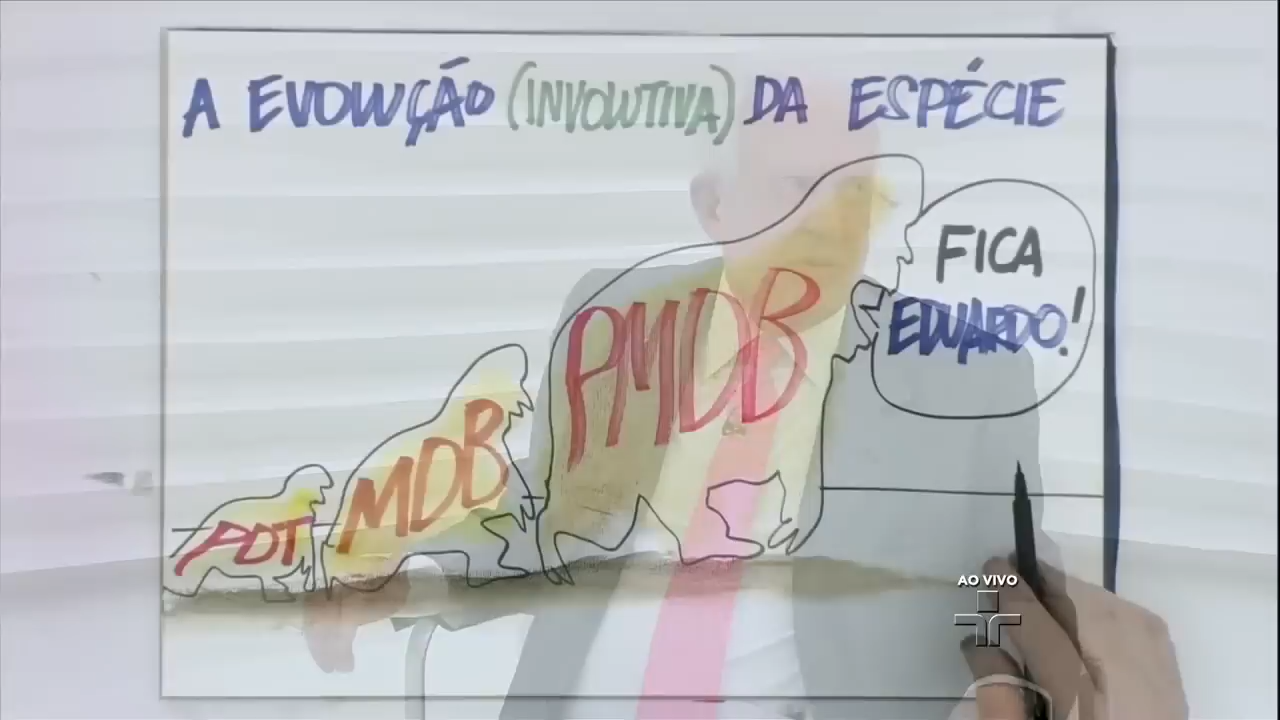 A EVOLUÇÃO (INVOLUTIVA) DA ESPÉCIE
FICA
EDUARDO!
PMDB
MDB
PDT
AO VIVO